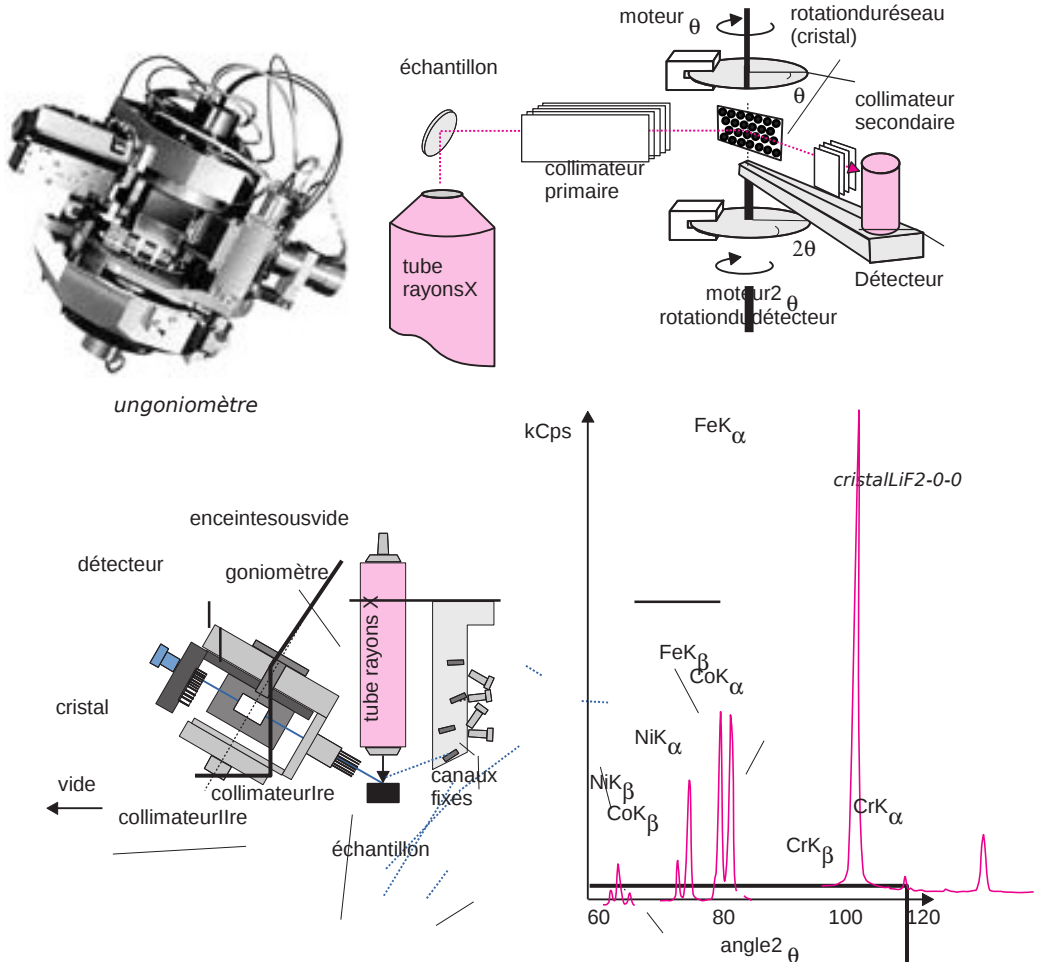 moteur θ
rotationduréseau
(cristal)
échantillon
θ
collimateur
secondaire
collimateur
primaire
tube
rayonsX
2θ
Détecteur
moteur2 θ
rotationdudétecteur
ungoniomètre
kCps
FeKα
cristalLiF2-0-0
enceintesousvide
détecteur
goniomètre
tube rayons X
FeKβ
CoKα
cristal
NiKα
vide
canaux
fixes
NiKβ
collimateurIre
CoKβ
CrKα
collimateurIIre
échantillon
CrKβ
60 80 100 120
angle2θ